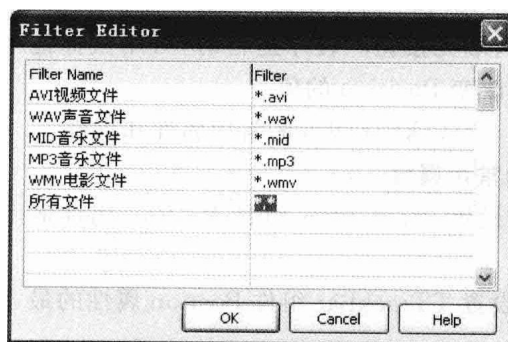 Filter Editor
Filter Name Filter
AVI视频文件 *.avi
WAV声音文件 *.wav
MID音乐文件 *.mid
MP3音乐文件 *.mp3
WMV电影文件 *.wmv
所有文件 *.*
OK Cancel Help